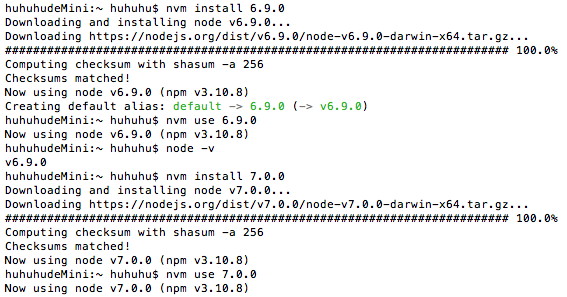 huhuhudeMini:~ huhuhu$ nvm install 6.9.0
Downloading and installing node v6.9.0...
Downloading https://nodejs.org/dist/v6.9.0/node-v6.9.0-darwin-x64.tar.gz...
######################################################################## 100.0%
Computing checksum with shasum -a 256
Checksums matched!
Now using node v6.9.0 (npm v3.10.8)
Creating default alias: default -> 6.9.0 (-> v6.9.0)
huhuhudeMini:~ huhuhu$ nvm use 6.9.0
Now using node v6.9.0 (npm v3.10.8)
huhuhudeMini:~ huhuhu$ node -v
v6.9.0
huhuhudeMini:~ huhuhu$ nvm install 7.0.0
Downloading and installing node v7.0.0...
Downloading https://nodejs.org/dist/v7.0.0/node-v7.0.0-darwin-x64.tar.gz...
######################################################################## 100.0%
Computing checksum with shasum -a 256
Checksums matched!
Now using node v7.0.0 (npm v3.10.8)
huhuhudeMini:~ huhuhu$ nvm use 7.0.0
Now using node v7.0.0 (npm v3.10.8)